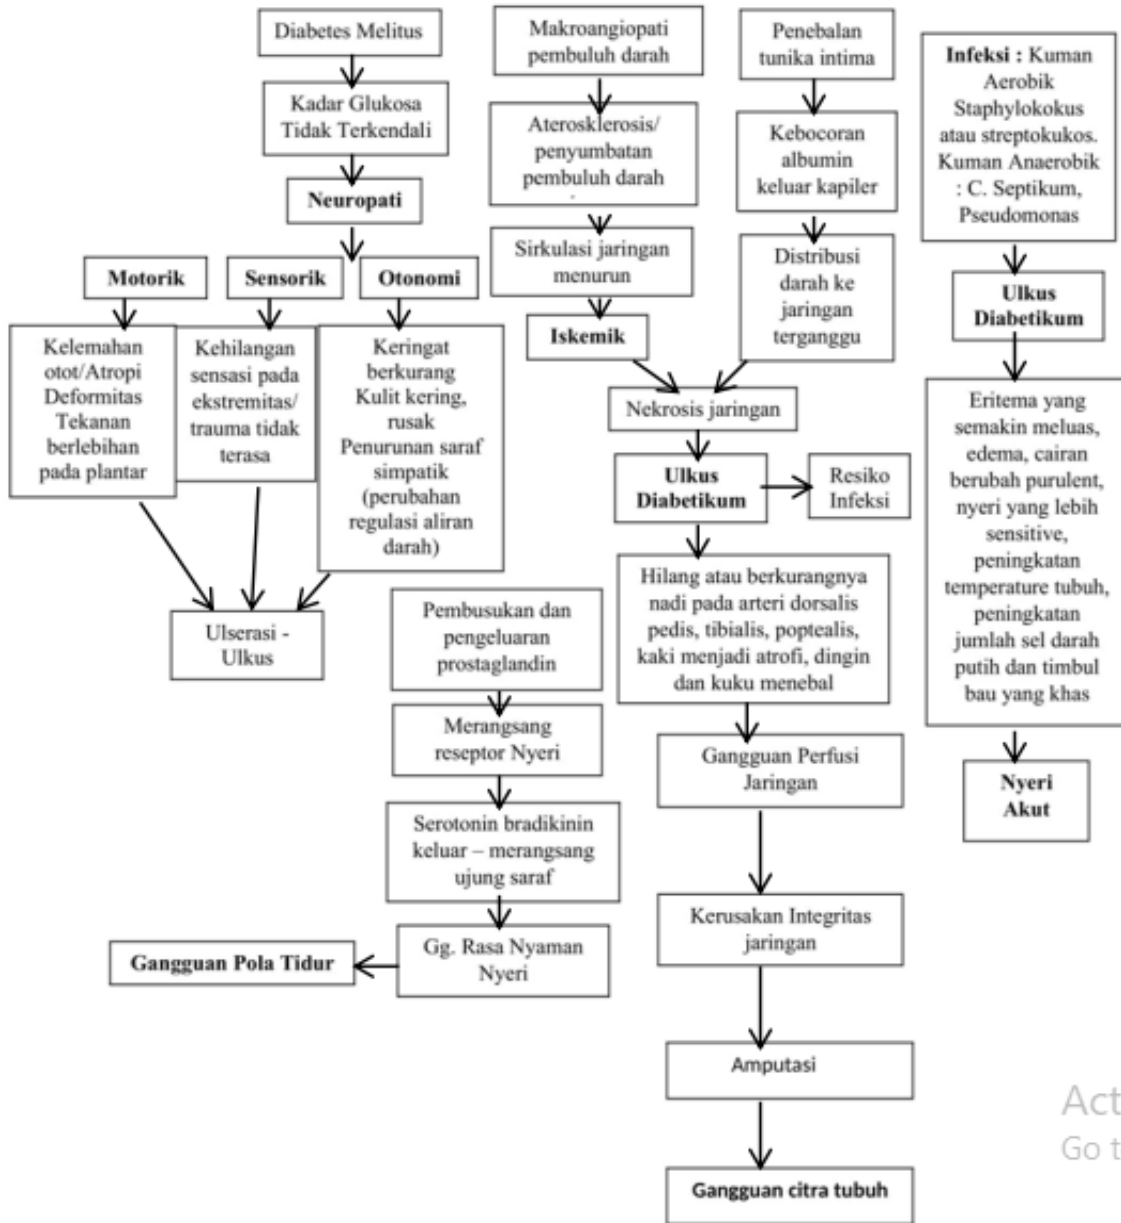 Diabetes Melitus
Kadar Glukosa
Tidak Terkendali
Neuropati
Motorik
Sensorik
Otonomi
Kelemahan
otot/Atropi
Deformitas
Tekanan
berlebihan
pada plantar
Kehilangan
sensasi pada
ekstremitas/
trauma tidak
terasa
Keringat
berkurang
Kulit kering,
rusak
Penurunan saraf
simpatik
(perubahan
regulasi aliran
darah)
Ulserasi -
Ulkus
Makroangiopati
pembuluh darah
Aterosklerosis/
penyumbatan
pembuluh darah
Sirkulasi jaringan
menurun
Iskemik
Penebalan
tunika intima
Kebocoran
albumin
keluar kapiler
Distribusi
darah ke
jaringan
terganggu
Nekrosis jaringan
Ulkus
Diabetikum
Resiko
Infeksi
Hilang atau berkurangnya
nadi pada arteri dorsalis
pedis, tibialis, poptealis,
kaki menjadi atrofi, dingin
dan kuku menebal
Gangguan Perfusi
Jaringan
Kerusakan Integritas
jaringan
Amputasi
Gangguan citra tubuh
Pembusukan dan
pengeluaran
prostaglandin
Merangsang
reseptor Nyeri
Serotonin bradikinin
keluar – merangsang
ujung saraf
Gg. Rasa Nyaman
Nyeri
Gangguan Pola Tidur
Infeksi : Kuman
Aerobik
Staphylokokus
atau streptokukos.
Kuman Anaerobik
: C. Septikum,
Pseudomonas
Ulkus
Diabetikum
Eritema yang
semakin meluas,
edema, cairan
berubah purulent,
nyeri yang lebih
sensitive,
peningkatan
temperature tubuh,
peningkatan
jumlah sel darah
putih dan timbul
bau yang khas
Nyeri
Akut
Act
Go t